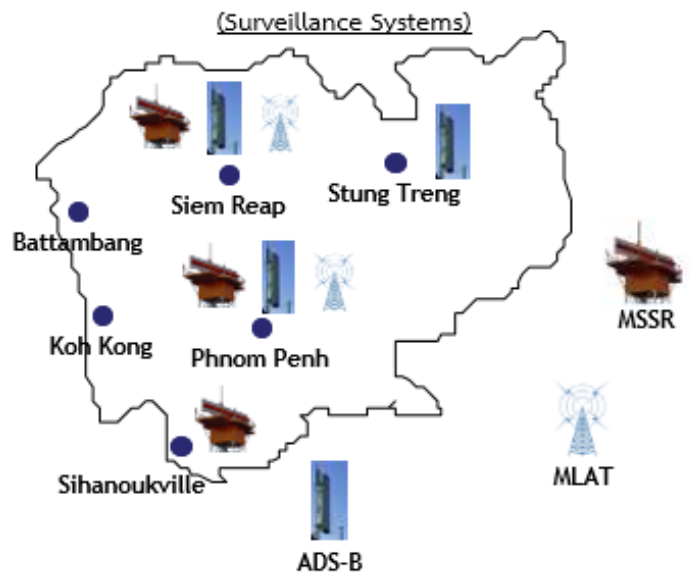 (Surveillance Systems)
Siem Reap
Stung Treng
Battambang
MSSR
Koh Kong
Phnom Penh
Sihanoukville
MLAT
ADS-B